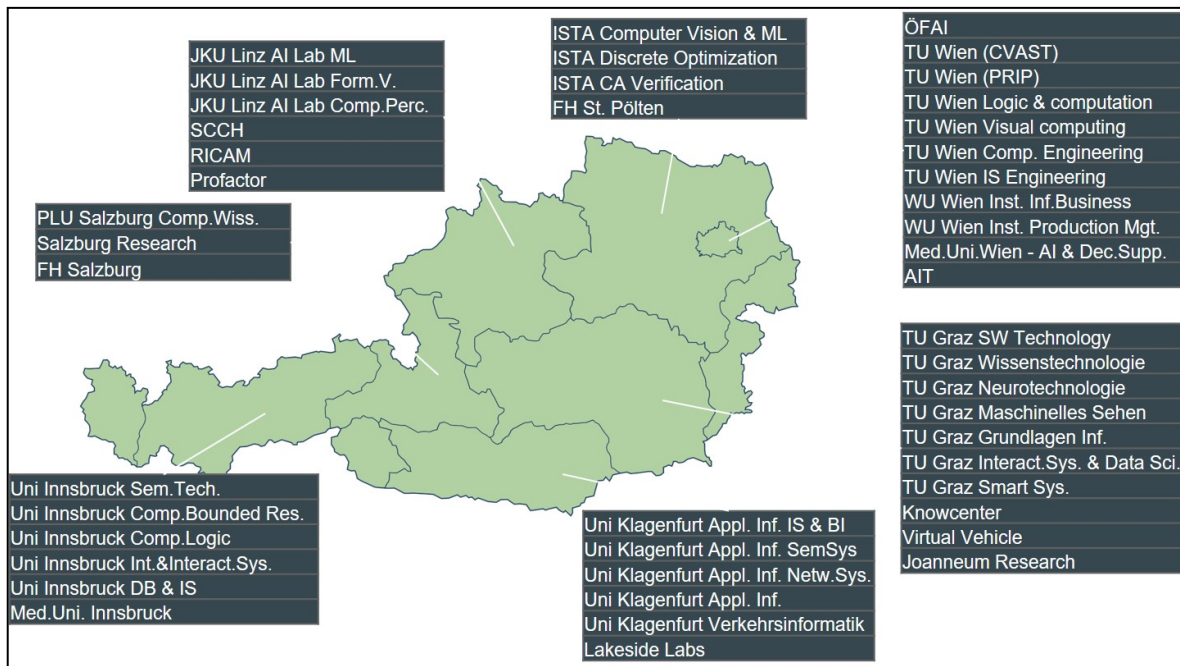 JKU Linz AI Lab ML
JKU Linz AI Lab Form.V.
JKU Linz AI Lab Comp.Perc.
SCCH
RICAM
Profactor
ISTA Computer Vision & ML
ISTA Discrete Optimization
ISTA CA Verification
FH St. Pölten
ÖFAI
TU Wien (CVAST)
TU Wien (PRIP)
TU Wien Logic & computation
TU Wien Visual computing
TU Wien Comp. Engineering
TU Wien IS Engineering
WU Wien Inst. Inf.Business
WU Wien Inst. Production Mgt.
Med.Uni.Wien - AI & Dec.Supp.
AIT
PLU Salzburg Comp.Wiss.
Salzburg Research
FH Salzburg
TU Graz SW Technology
TU Graz Wissenstechnologie
TU Graz Neurotechnologie
TU Graz Maschinelles Sehen
TU Graz Grundlagen Inf.
TU Graz Interact.Sys. & Data Sci.
TU Graz Smart Sys.
Knowcenter
Virtual Vehicle
Joanneum Research
Uni Innsbruck Sem.Tech.
Uni Innsbruck Comp.Bounded Res.
Uni Innsbruck Comp.Logic
Uni Innsbruck Int.&Interact.Sys.
Uni Innsbruck DB & IS
Med.Uni. Innsbruck
Uni Klagenfurt Appl. Inf. IS & BI
Uni Klagenfurt Appl. Inf. SemSys
Uni Klagenfurt Appl. Inf. Netw.Sys.
Uni Klagenfurt Appl. Inf.
Uni Klagenfurt Verkehrsinformatik
Lakeside Labs